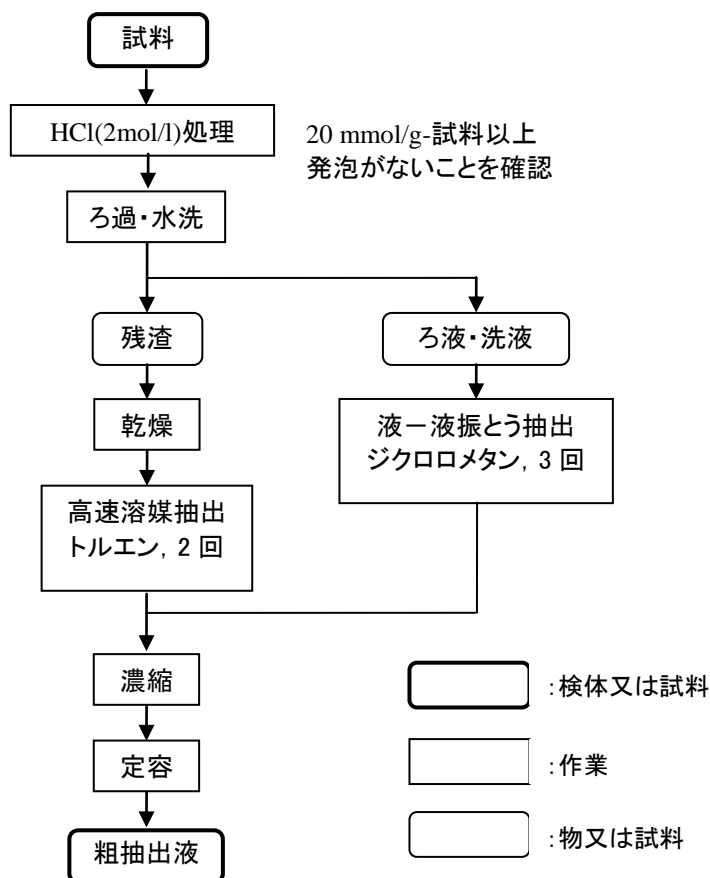 試料
HCl(2mol/l)処理
20 mmol/g-試料以上
発泡がないことを確認
ろ過・水洗
残渣
ろ液・洗液
乾燥
液－液振とう抽出
ジクロロメタン, 3 回
高速溶媒抽出
トルエン, 2 回
濃縮
:検体又は試料
定容
:作業
粗抽出液
:物又は試料